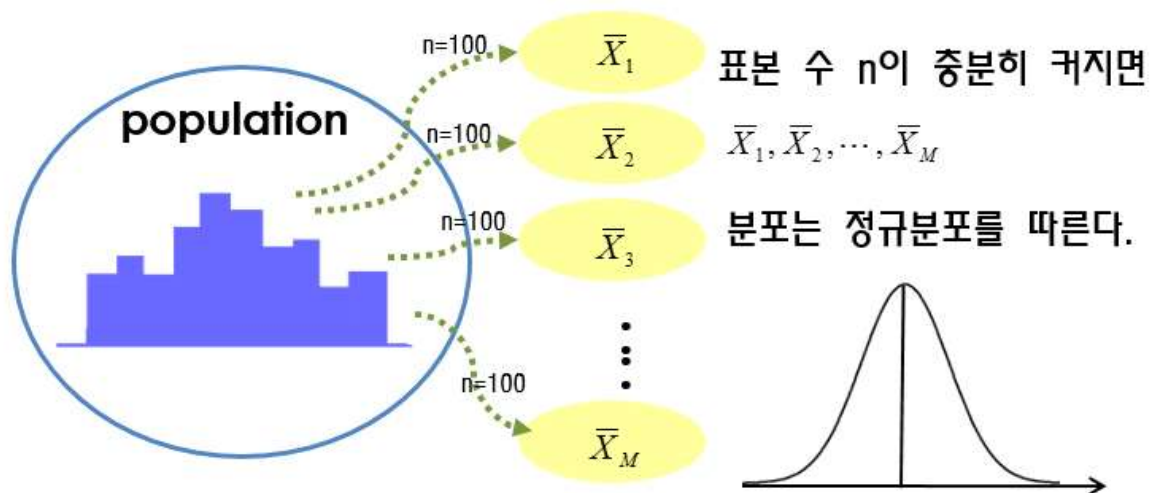 n=100
X̅₁
표본 수 n이 충분히 커지면
population
n=100
X̅₂
X̅₁, X̅₂, ⋯, X̅_M
n=100
X̅₃
분포는 정규분포를 따른다.
n=100
X̅_M